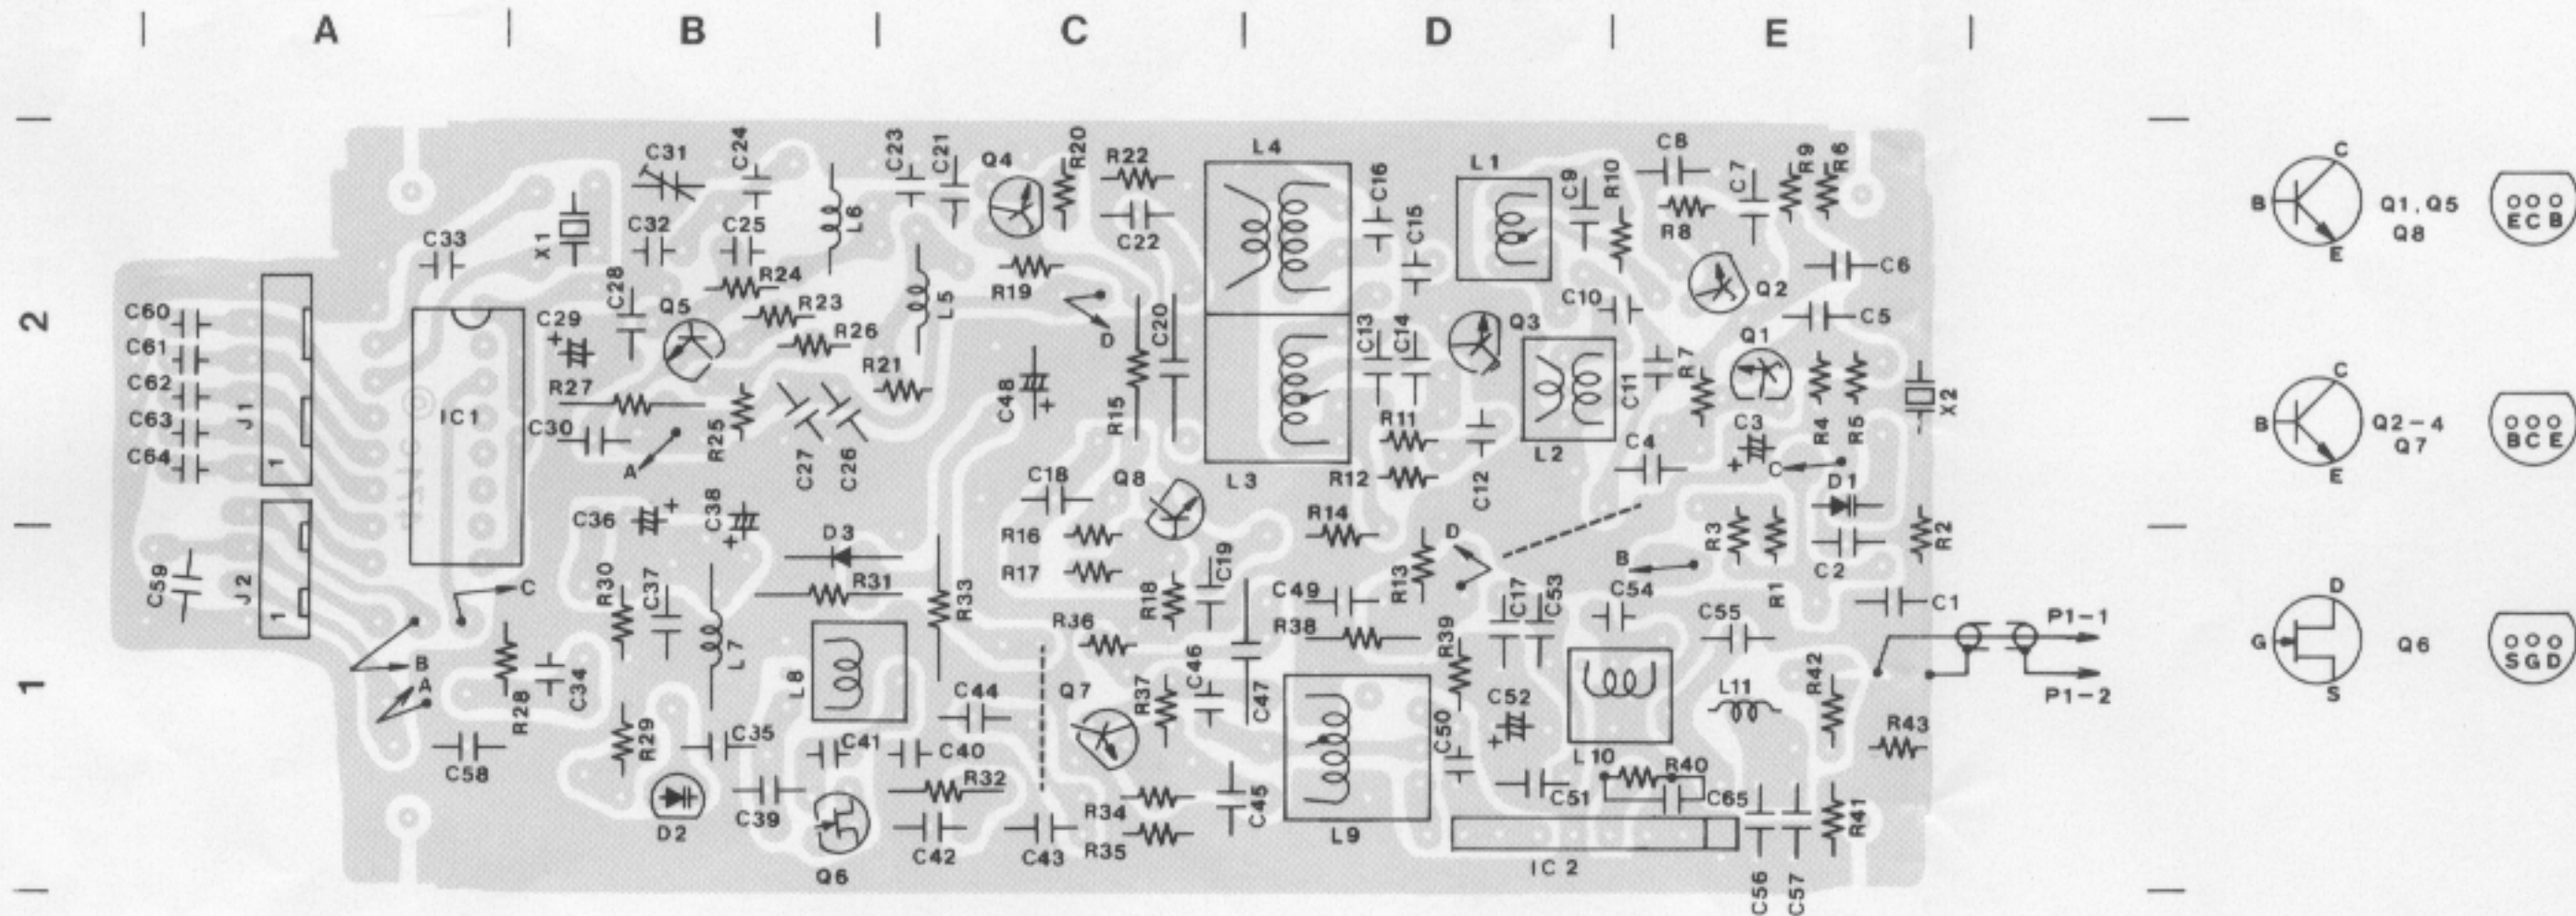 A B C D E
C24 C23 C21 Q4 R20 R22 L4 C16 L1 C9 R10 C8 C7 R9 R6
C31
C
C33 X1 C32 C25 L6 C22 C15 R8
B Q1, Q5
Q8
E C B
E
R24 R19 C6
C28 Q5 R23 L5 C10 Q2
C60 C29 + R26 D C20 C13 C14 Q3 Q1 C5
2
C61
C62 R27 R21 C48 + R15 C11 R7
C63 J1 IC1 C30 R25 R11 C3 R4 R5 X2
C
B Q2-4
Q7
B C E
E
C64 1 A C27 C26 C18 Q8 L3 R12 C12 L2 C4 + C
D1
C36 + C38 + D3 R16 R14 D R3 R2
C59 J2 1 C R30 C37 R31 R33 R17 R18 C19 C49 R13 C17 C53 B C54 R1 C2 C1
D
G Q6
S G D
S
P1-1
R36 R38 R39 C55
B
A
1
R28 C34 L7 L8 C44 Q7 R37 C46 C47 C52 + L11 R42
P1-2
C58 R29 C35 C41 C40 C50 L10 R43
R32 R40
D2 C39 R34 C45 C51 C65 R41
Q6 C42 C43 R35 L9 IC 2
C56 C57